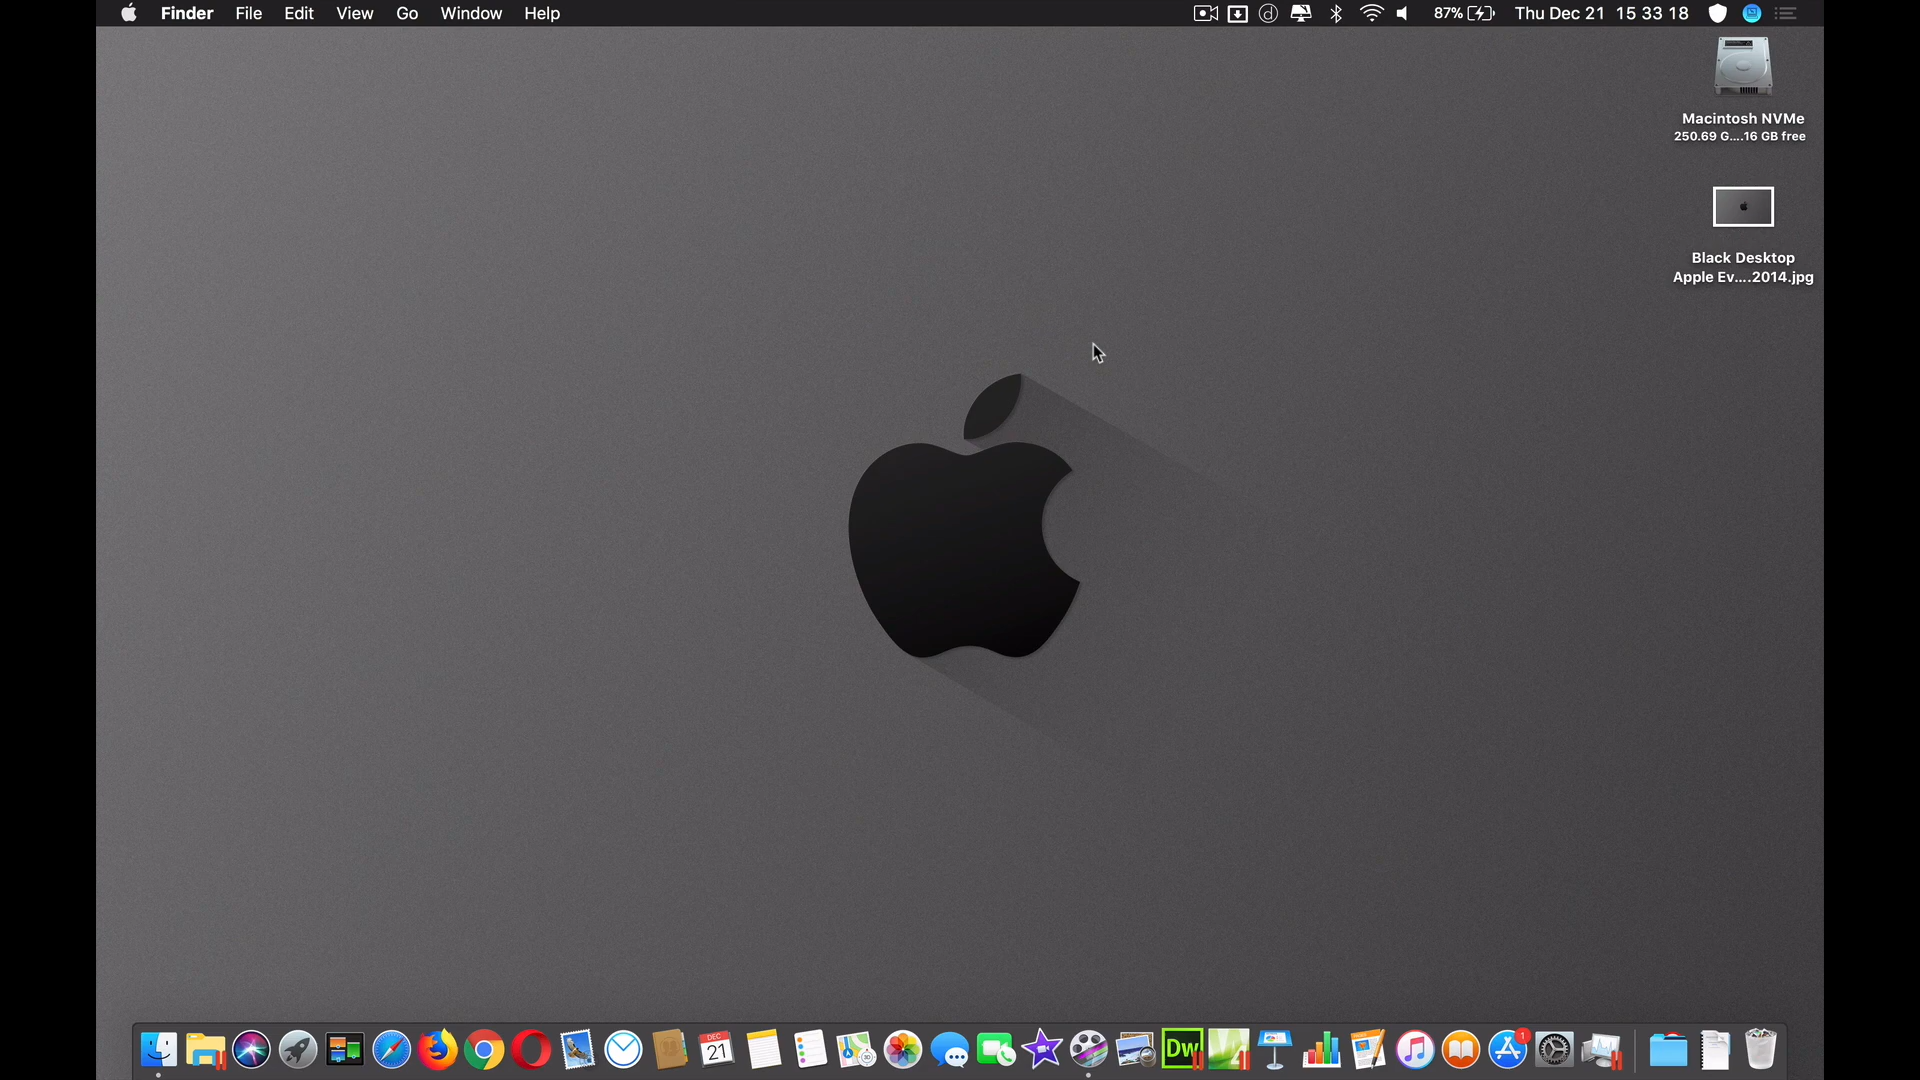 Finder File Edit View Go Window Help 87% Thu Dec 21 15 33 18
Macintosh NVMe
250.69 G....16 GB free
Black Desktop
Apple Ev....2014.jpg
DEC
21
Dw
1